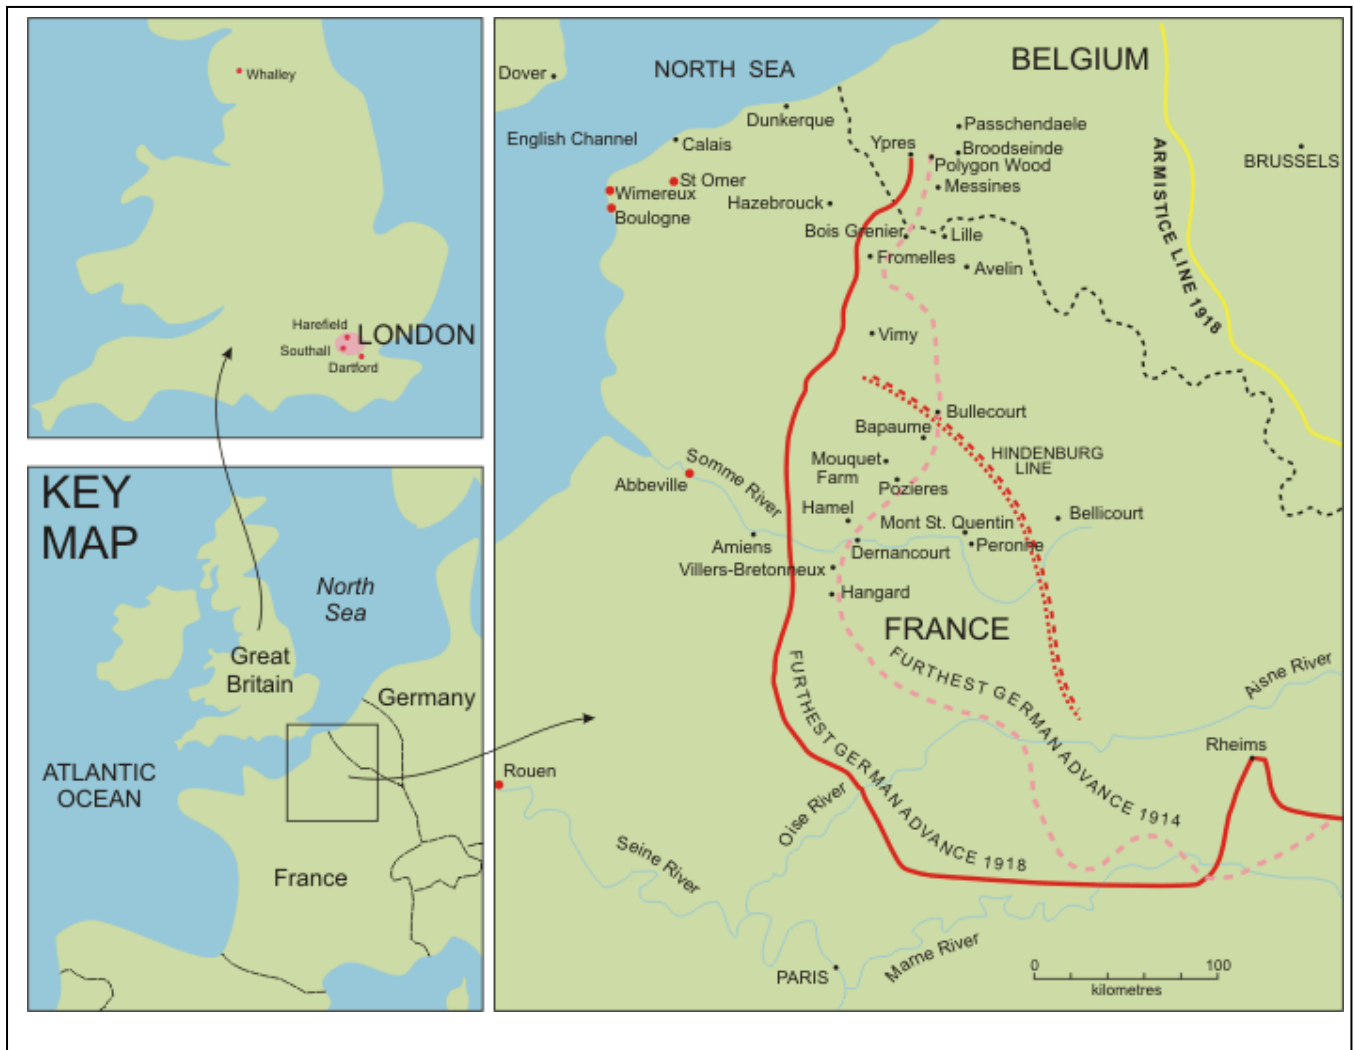 Whalley
Harefield
LONDON
Southall
Dartford
KEY
MAP
North
Sea
Great
Britain
Germany
ATLANTIC
OCEAN
France
Dover
NORTH SEA
BELGIUM
English Channel
Dunkerque
Calais
Ypres
Passchendaele
Broodseinde
Polygon Wood
BRUSSELS
St Omer
Wimereux
Boulogne
Hazebrouck
Messines
ARMISTICE LINE 1918
Bois Grenier
Lille
Fromelles
Avelin
Vimy
Bullecourt
Bapaume
HINDENBURG
LINE
Somme River
Mouquet
Farm
Abbeville
Pozieres
Hamel
Mont St. Quentin
Bellicourt
Amiens
Dernancourt
Peronne
Villers-Bretonneux
Hangard
FRANCE
FURTHEST GERMAN ADVANCE 1914
FURTHEST GERMAN ADVANCE 1918
Aisne River
Rheims
Rouen
Oise River
Seine River
Marne River
PARIS
0 100
kilometres